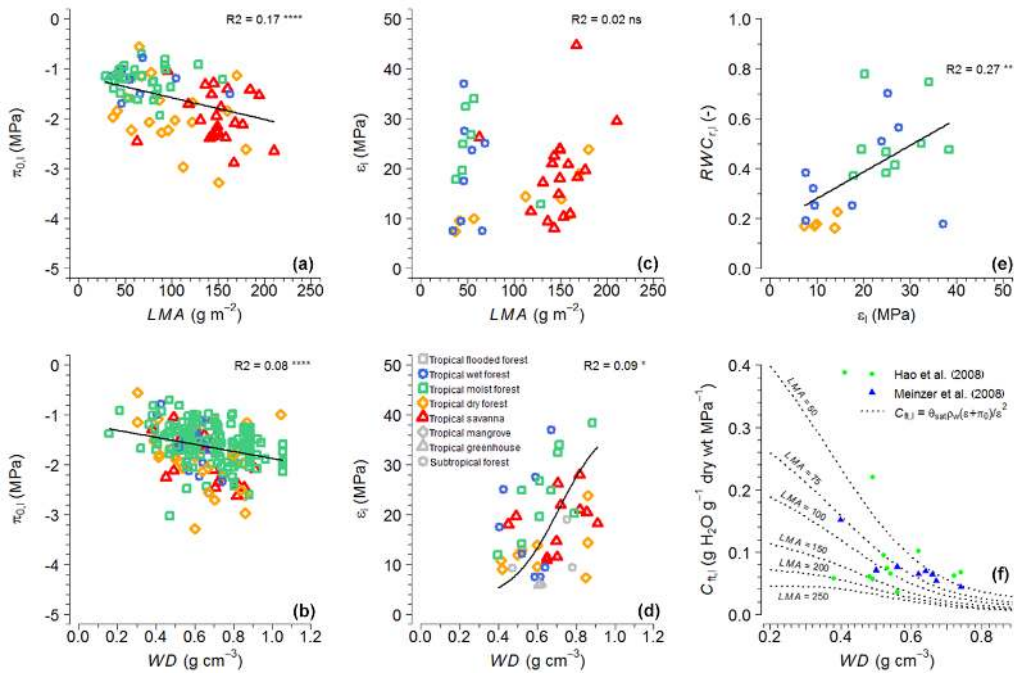 R2 = 0.17 ****
0
-1
-2
-3
-4
-5
π0,l (MPa)
(a)
0 50 100 150 200 250
LMA (g m−2)
R2 = 0.02 ns
50
40
30
20
10
0
εl (MPa)
(c)
0 50 100 150 200 250
LMA (g m−2)
R2 = 0.27 **
1.0
0.8
0.6
0.4
0.2
0.0
RWCr,l (-)
(e)
0 10 20 30 40 50
εl (MPa)
R2 = 0.08 ****
0
-1
-2
-3
-4
-5
π0,l (MPa)
(b)
0.0 0.2 0.4 0.6 0.8 1.0 1.2
WD (g cm−3)
R2 = 0.09 *
Tropical flooded forest
Tropical wet forest
Tropical moist forest
Tropical dry forest
Tropical savanna
Tropical mangrove
Tropical greenhouse
Subtropical forest
50
40
30
20
10
0
εl (MPa)
(d)
0.0 0.2 0.4 0.6 0.8 1.0 1.2
WD (g cm−3)
Hao et al. (2008)
Meinzer et al. (2008)
Cft,l = θsatρw(ε+π0)/ε2
0.4
0.3
0.2
0.1
0.0
Cft,l (g H2O g−1 dry wt MPa−1)
LMA = 50
LMA = 75
LMA = 100
LMA = 150
LMA = 200
LMA = 250
(f)
0.2 0.4 0.6 0.8
WD (g cm−3)